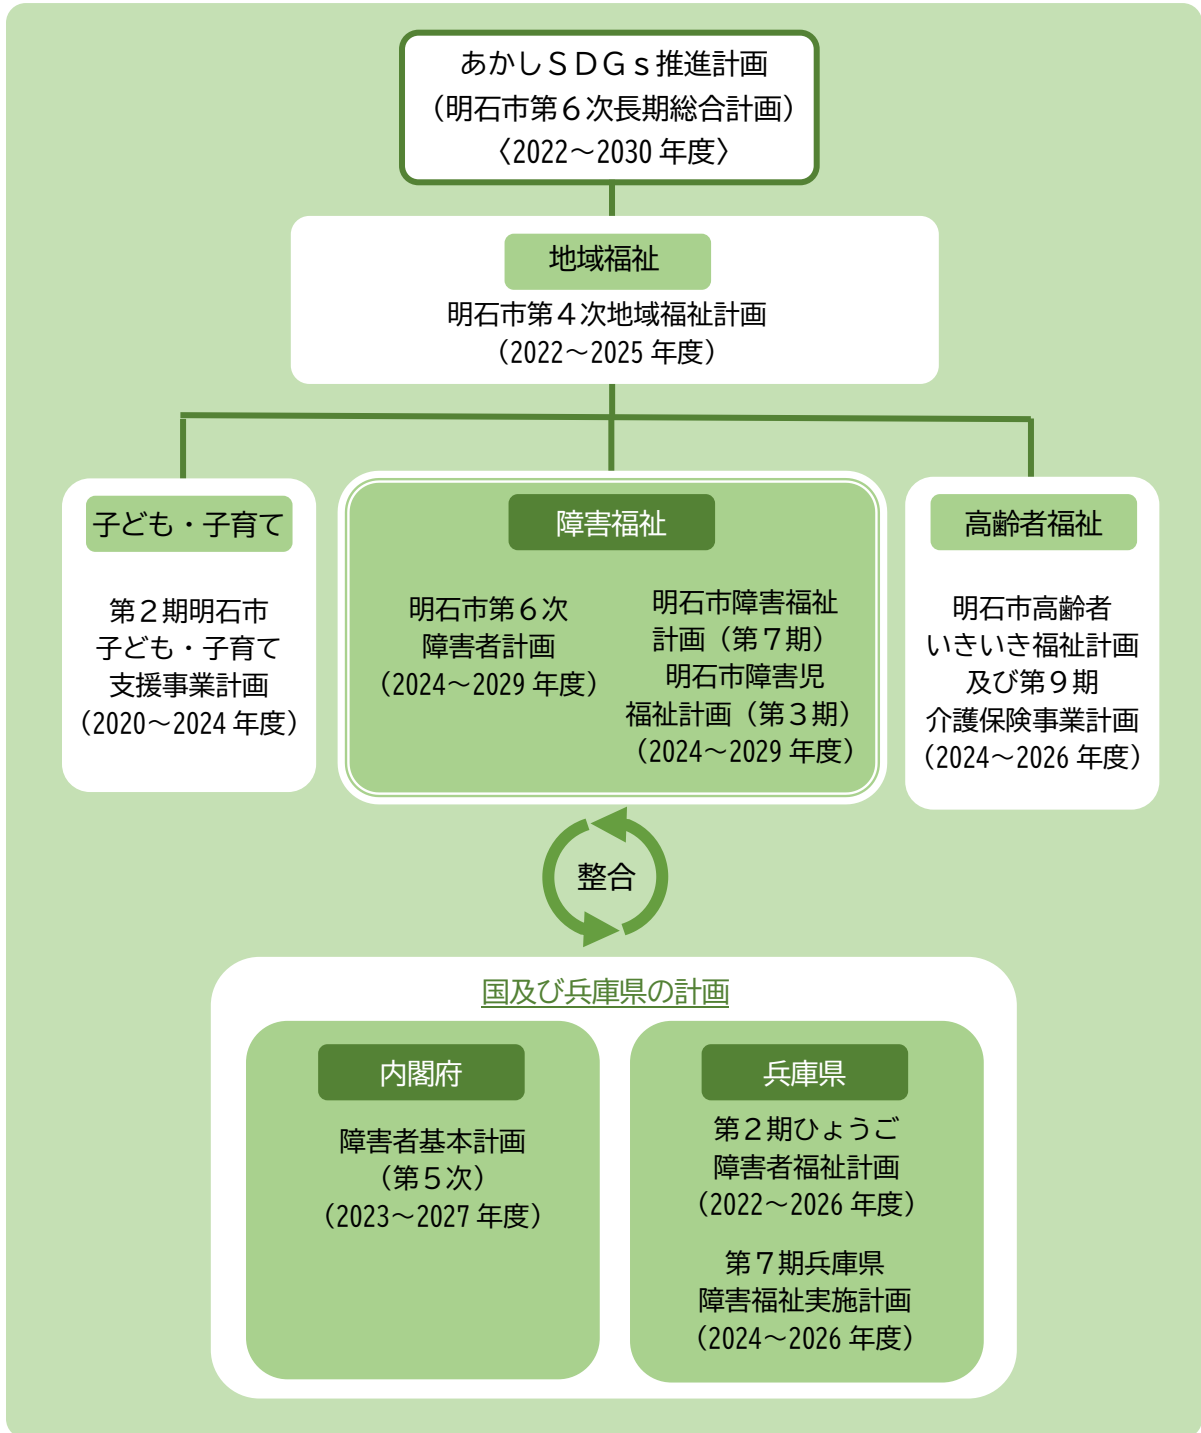 あかしＳＤＧｓ推進計画
（明石市第６次長期総合計画）
〈2022～2030 年度〉
地域福祉
明石市第４次地域福祉計画
（2022～2025 年度）
子ども・子育て
第２期明石市
子ども・子育て
支援事業計画
（2020～2024 年度）
障害福祉
明石市第６次
障害者計画
（2024～2029 年度）
明石市障害福祉
計画（第７期）
明石市障害児
福祉計画（第３期）
（2024～2029 年度）
高齢者福祉
明石市高齢者
いきいき福祉計画
及び第９期
介護保険事業計画
（2024～2026 年度）
整合
国及び兵庫県の計画
内閣府
障害者基本計画
（第５次）
（2023～2027 年度）
兵庫県
第２期ひょうご
障害者福祉計画
（2022～2026 年度）
第７期兵庫県
障害福祉実施計画
（2024～2026 年度）